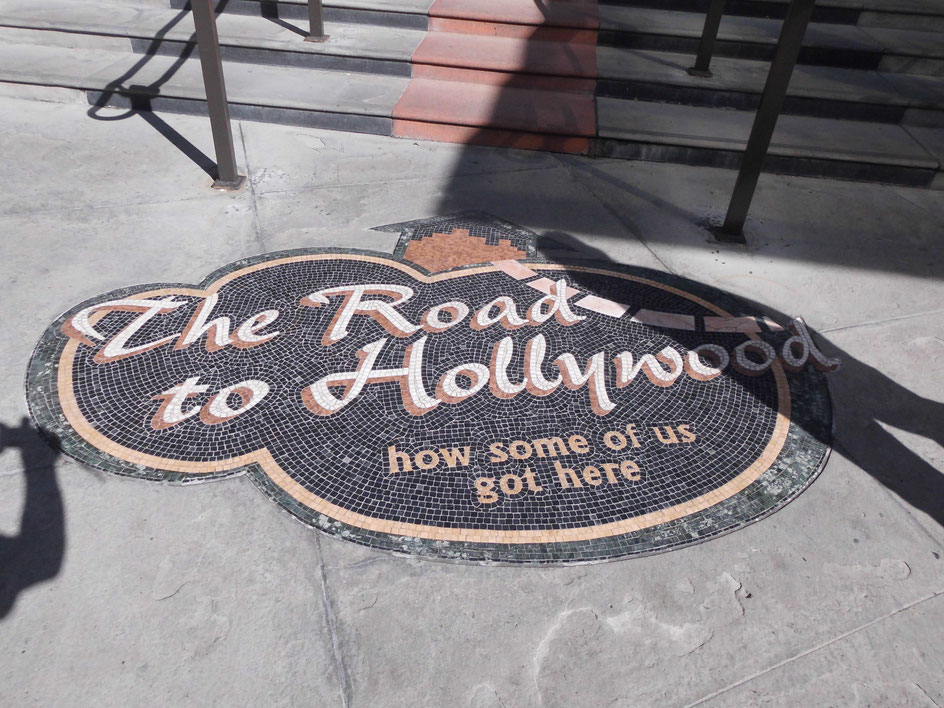 The Road
to Hollywood
how some of us
got here